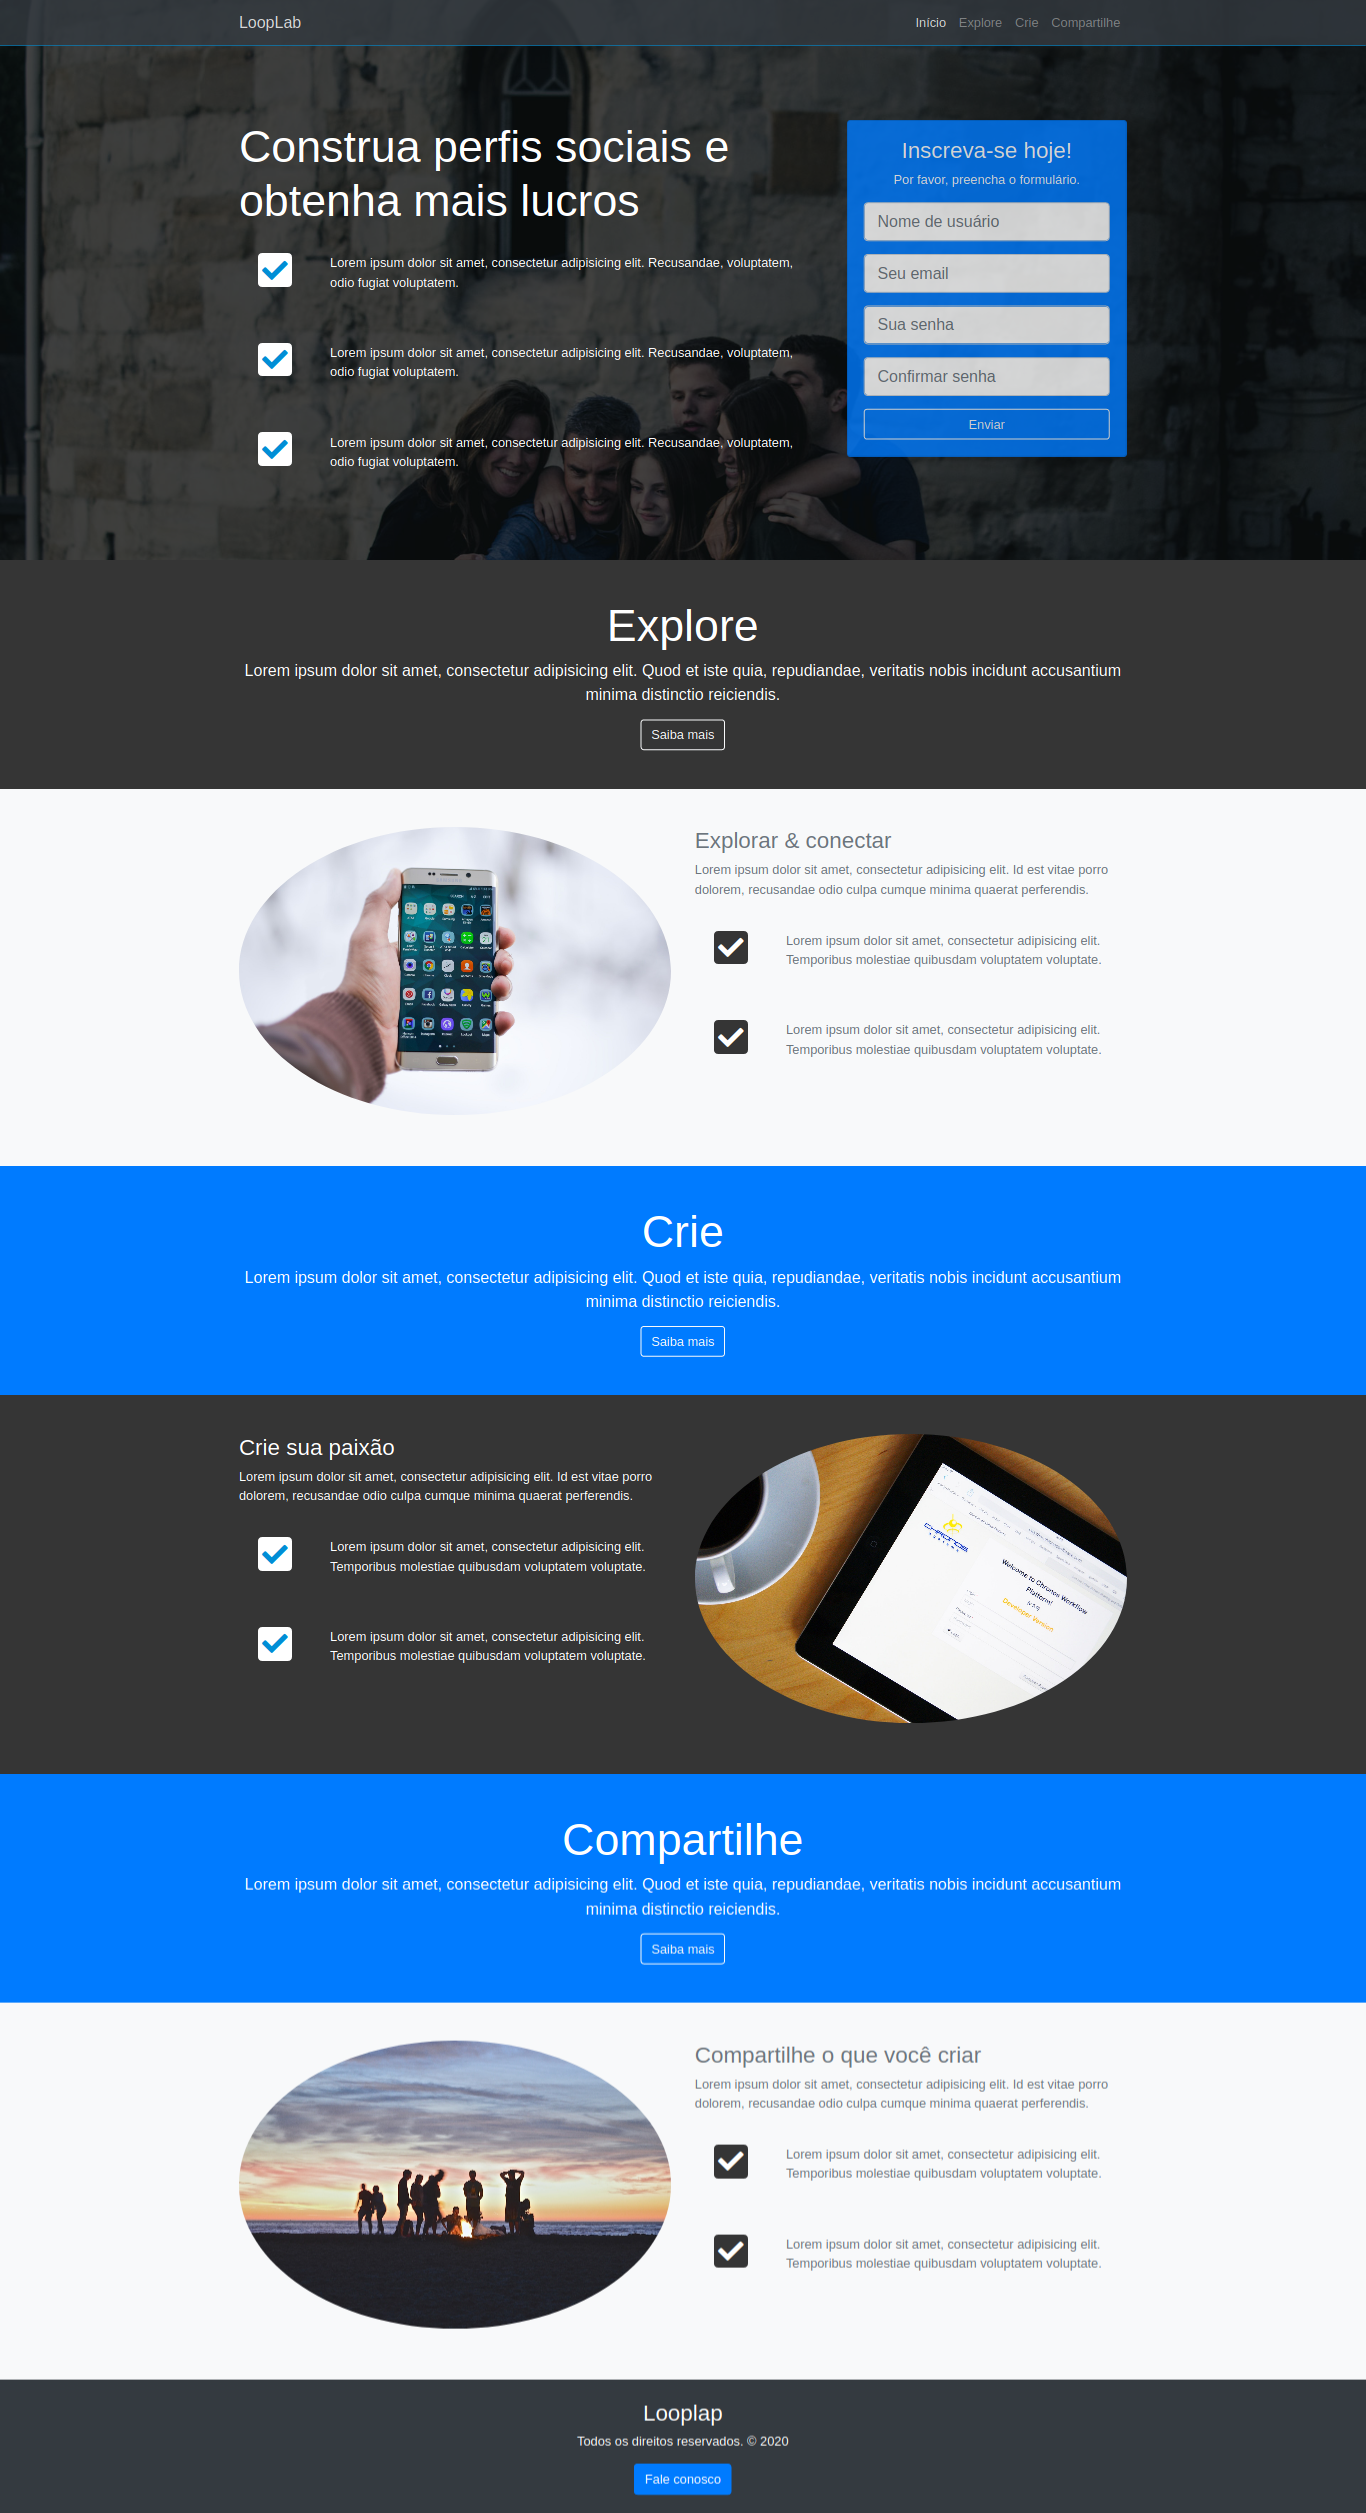 LoopLab
Início Explore Crie Compartilhe
Construa perfis sociais e
obtenha mais lucros
Lorem ipsum dolor sit amet, consectetur adipisicing elit. Recusandae, voluptatem,
odio fugiat voluptatem.
Lorem ipsum dolor sit amet, consectetur adipisicing elit. Recusandae, voluptatem,
odio fugiat voluptatem.
Lorem ipsum dolor sit amet, consectetur adipisicing elit. Recusandae, voluptatem,
odio fugiat voluptatem.
Inscreva-se hoje!
Por favor, preencha o formulário.
Nome de usuário
Seu email
Sua senha
Confirmar senha
Enviar
Explore
Lorem ipsum dolor sit amet, consectetur adipisicing elit. Quod et iste quia, repudiandae, veritatis nobis incidunt accusantium
minima distinctio reiciendis.
Saiba mais
Explorar & conectar
Lorem ipsum dolor sit amet, consectetur adipisicing elit. Id est vitae porro
dolorem, recusandae odio culpa cumque minima quaerat perferendis.
Lorem ipsum dolor sit amet, consectetur adipisicing elit.
Temporibus molestiae quibusdam voluptatem voluptate.
Lorem ipsum dolor sit amet, consectetur adipisicing elit.
Temporibus molestiae quibusdam voluptatem voluptate.
Crie
Lorem ipsum dolor sit amet, consectetur adipisicing elit. Quod et iste quia, repudiandae, veritatis nobis incidunt accusantium
minima distinctio reiciendis.
Saiba mais
Crie sua paixão
Lorem ipsum dolor sit amet, consectetur adipisicing elit. Id est vitae porro
dolorem, recusandae odio culpa cumque minima quaerat perferendis.
Lorem ipsum dolor sit amet, consectetur adipisicing elit.
Temporibus molestiae quibusdam voluptatem voluptate.
Lorem ipsum dolor sit amet, consectetur adipisicing elit.
Temporibus molestiae quibusdam voluptatem voluptate.
CHRONOS
Welcome to Chronos Workflow
Platform!
Developer Version
Compartilhe
Lorem ipsum dolor sit amet, consectetur adipisicing elit. Quod et iste quia, repudiandae, veritatis nobis incidunt accusantium
minima distinctio reiciendis.
Saiba mais
Compartilhe o que você criar
Lorem ipsum dolor sit amet, consectetur adipisicing elit. Id est vitae porro
dolorem, recusandae odio culpa cumque minima quaerat perferendis.
Lorem ipsum dolor sit amet, consectetur adipisicing elit.
Temporibus molestiae quibusdam voluptatem voluptate.
Lorem ipsum dolor sit amet, consectetur adipisicing elit.
Temporibus molestiae quibusdam voluptatem voluptate.
Looplap
Todos os direitos reservados. © 2020
Fale conosco